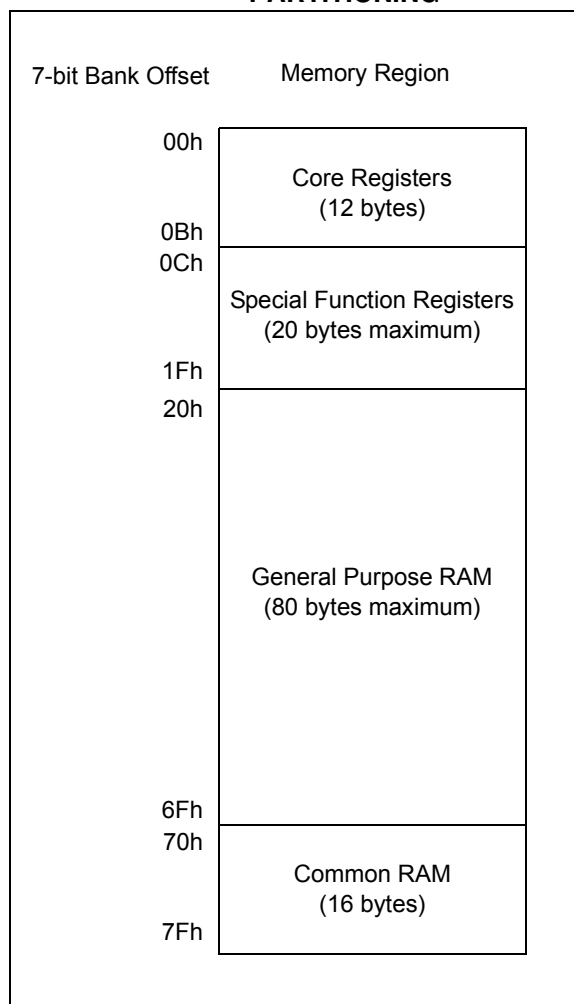 PARTITIONING
7-bit Bank Offset Memory Region
00h
Core Registers
(12 bytes)
0Bh
0Ch
Special Function Registers
(20 bytes maximum)
1Fh
20h
General Purpose RAM
(80 bytes maximum)
6Fh
70h
Common RAM
(16 bytes)
7Fh